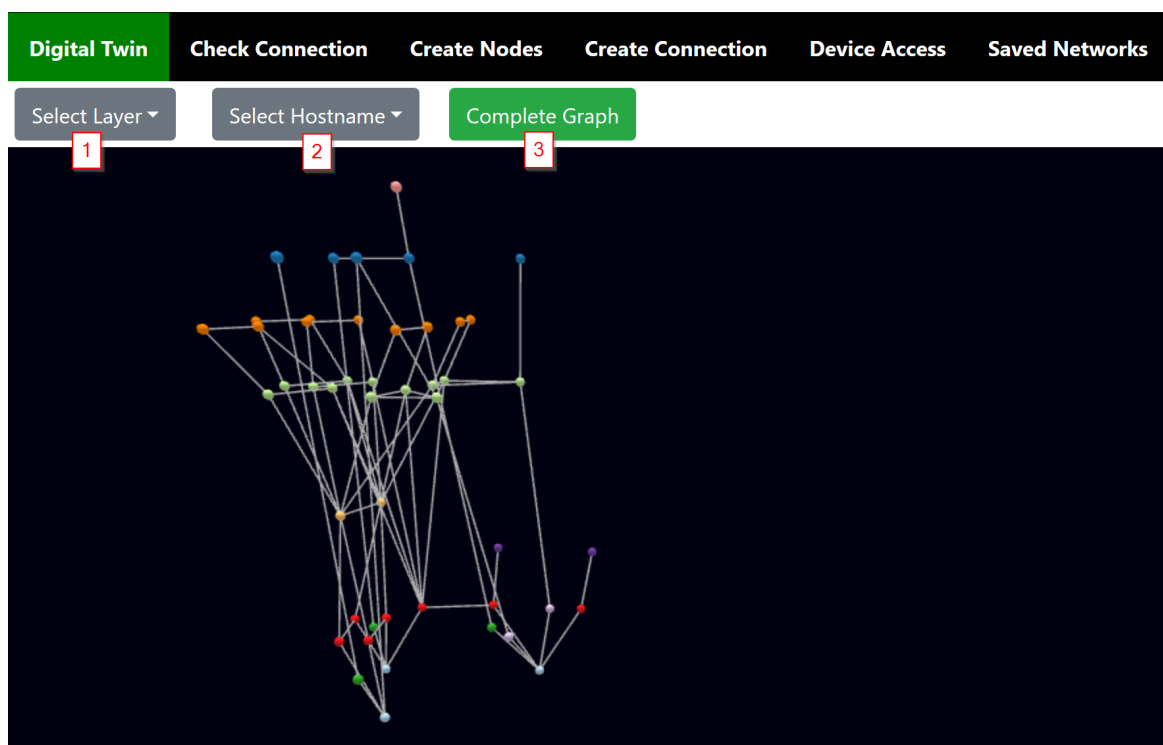 Digital Twin Check Connection Create Nodes Create Connection Device Access Saved Networks
Select Layer Select Hostname Complete Graph
1 2 3